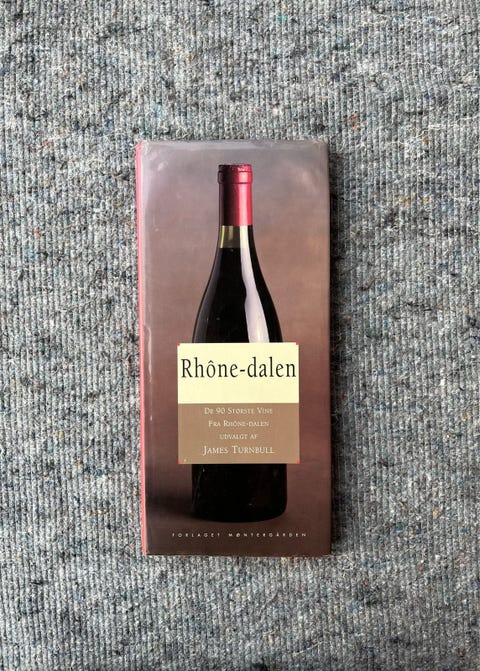 Rhône-dalen
De 90 Største Vine
Fra Rhône-dalen
udvalgt af
James Turnbull
FORLAGET MØNTERGÅRDEN